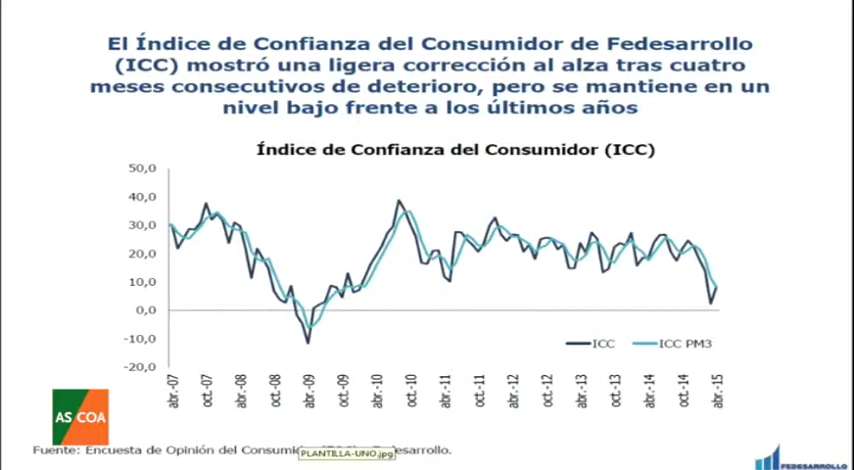 El Índice de Confianza del Consumidor de Fedesarrollo
(ICC) mostró una ligera corrección al alza tras cuatro
meses consecutivos de deterioro, pero se mantiene en un
nivel bajo frente a los últimos años
Índice de Confianza del Consumidor (ICC)
50,0
40,0
30,0
20,0
10,0
0,0
-10,0
-20,0
ICC
ICC PM3
abr.-07
oct.-07
abr.-08
oct.-08
abr.-09
oct.-09
abr.-10
oct.-10
abr.-11
oct.-11
abr.-12
oct.-12
abr.-13
oct.-13
abr.-14
oct.-14
abr.-15
AS COA
Fuente: Encuesta de Opinión del Consumi
PLANTILLA-UNO.jpg
FEDESARROLLO